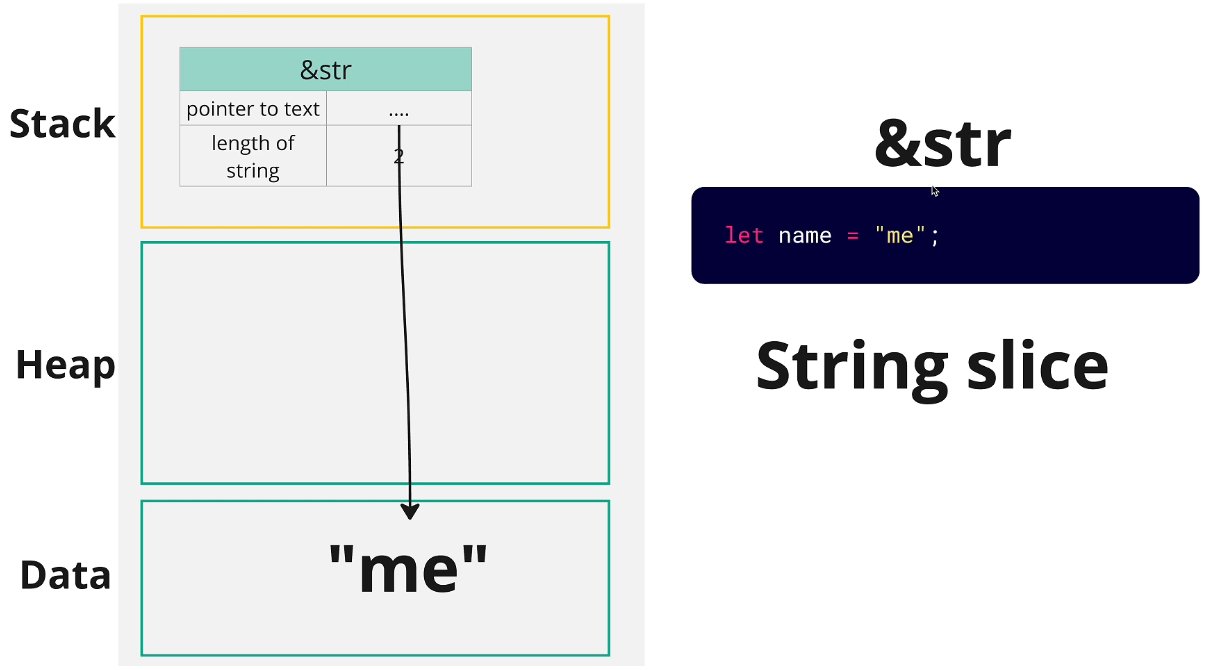 Stack
&str
pointer to text
....
length of
string
2
Heap
Data
"me"
&str
let name = "me";
String slice